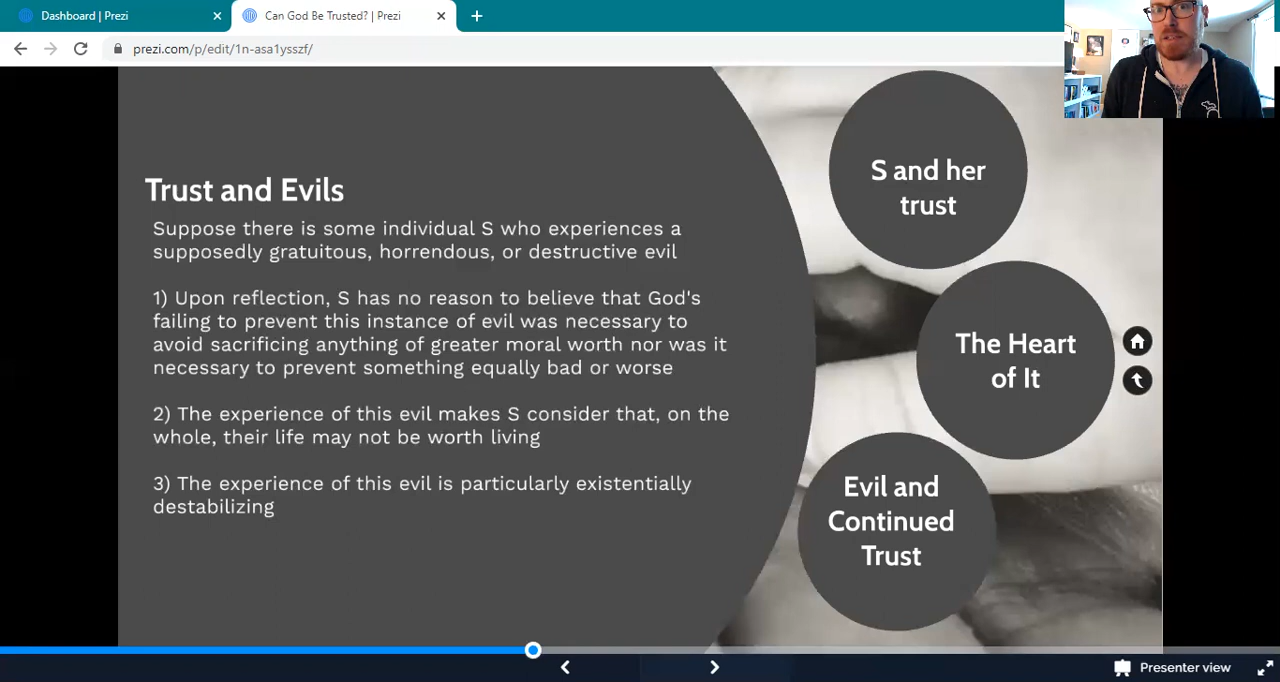 Dashboard | Prezi
Can God Be Trusted? | Prezi
prezi.com/p/edit/1n-asa1ysszf/
Trust and Evils
Suppose there is some individual S who experiences a
supposedly gratuitous, horrendous, or destructive evil
1) Upon reflection, S has no reason to believe that God's
failing to prevent this instance of evil was necessary to
avoid sacrificing anything of greater moral worth nor was it
necessary to prevent something equally bad or worse
2) The experience of this evil makes S consider that, on the
whole, their life may not be worth living
3) The experience of this evil is particularly existentially
destabilizing
S and her
trust
The Heart
of It
Evil and
Continued
Trust
Presenter view